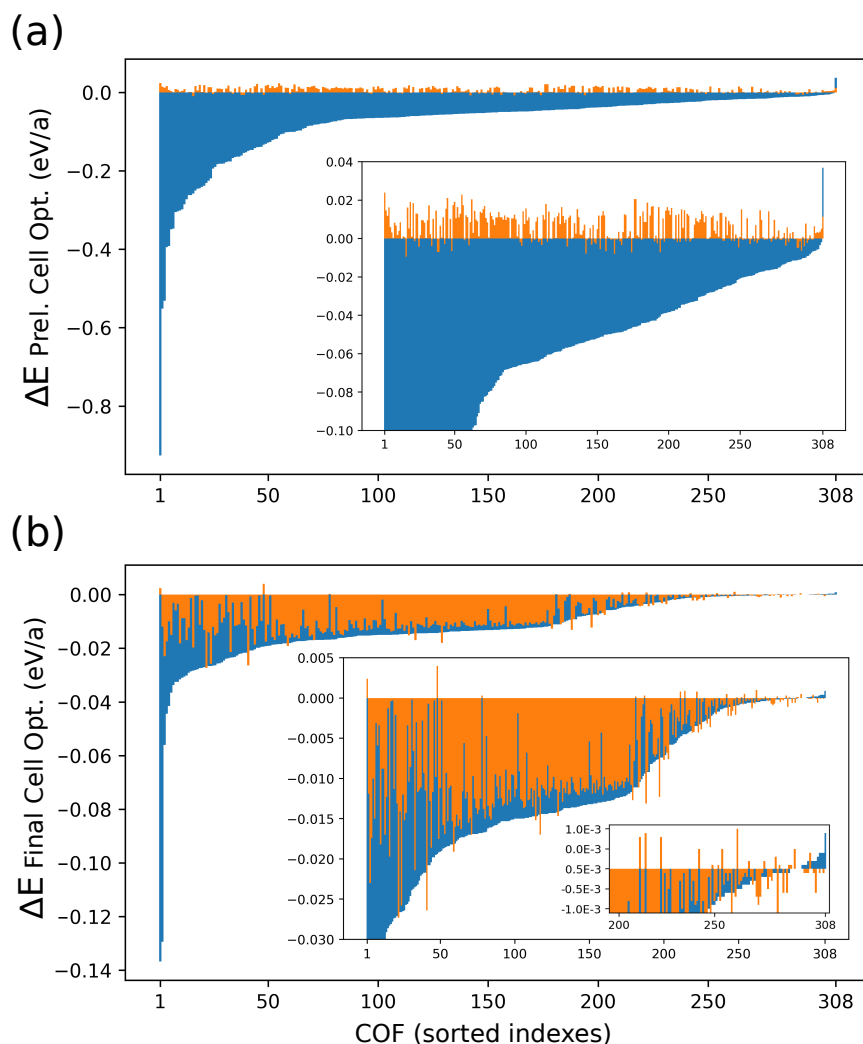 (a)
ΔE Prel. Cell Opt. (eV/a)
0.0
−0.2
−0.4
−0.6
−0.8
1 50 100 150 200 250 308
0.04
0.02
0.00
−0.02
−0.04
−0.06
−0.08
−0.10
1 50 100 150 200 250 308
(b)
ΔE Final Cell Opt. (eV/a)
0.00
−0.02
−0.04
−0.06
−0.08
−0.10
−0.12
−0.14
1 50 100 150 200 250 308
COF (sorted indexes)
0.005
0.000
−0.005
−0.010
−0.015
−0.020
−0.025
−0.030
1 50 100 150 200 250 308
1.0E-3
0.0E-3
0.5E-3
-0.5E-3
-1.0E-3
200 250 308